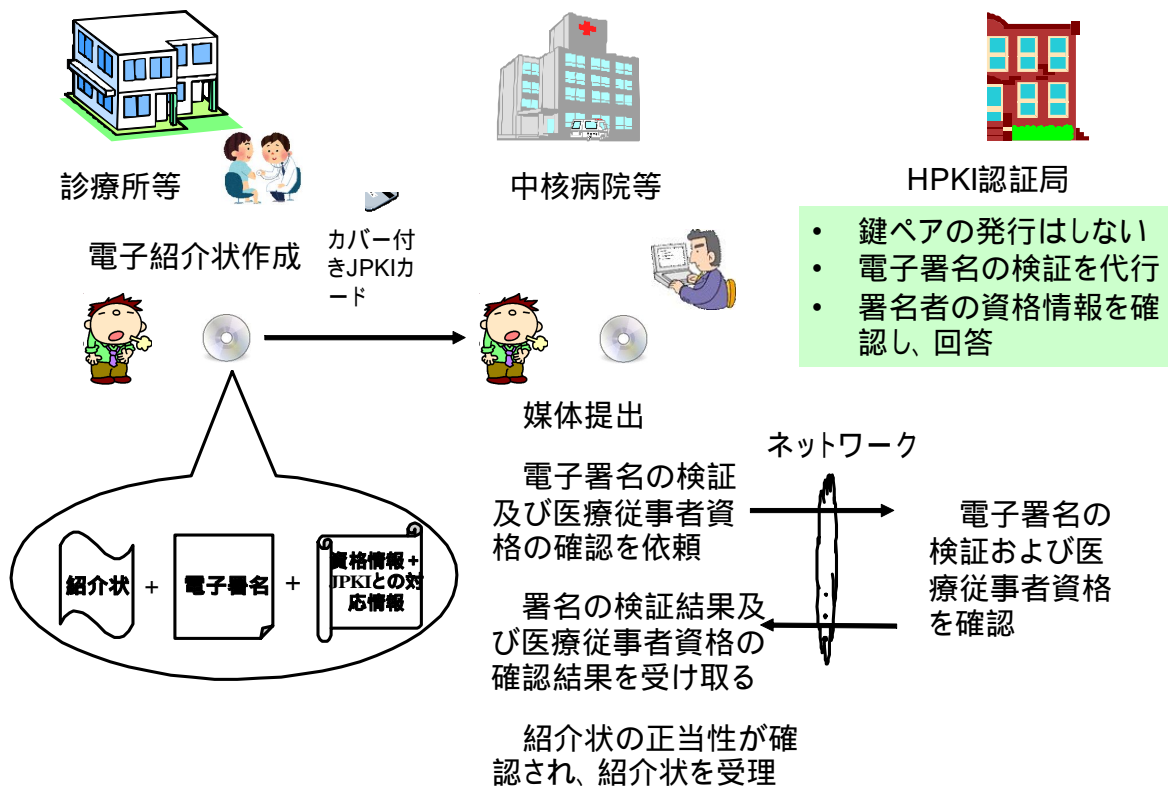 診療所等
電子紹介状作成
カバー付
きJPKIカ
ード
紹介状
+
電子署名
+
資格情報+
JPKIとの対
応情報
中核病院等
媒体提出
電子署名の検証
及び医療従事者資
格の確認を依頼
署名の検証結果及
び医療従事者資格の
確認結果を受け取る
紹介状の正当性が確
認され、紹介状を受理
ネットワーク
HPKI認証局
• 鍵ペアの発行はしない
• 電子署名の検証を代行
• 署名者の資格情報を確
認し、回答
電子署名の
検証および医
療従事者資格
を確認